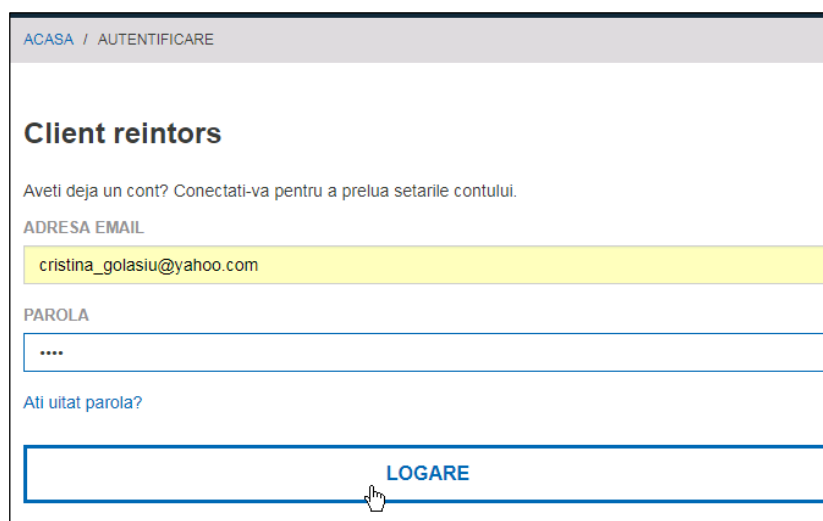 ACASA / AUTENTIFICARE
Client reintors
Aveti deja un cont? Conectati-va pentru a prelua setarile contului.
ADRESA EMAIL
cristina_golasiu@yahoo.com
PAROLA
••••
Ati uitat parola?
LOGARE